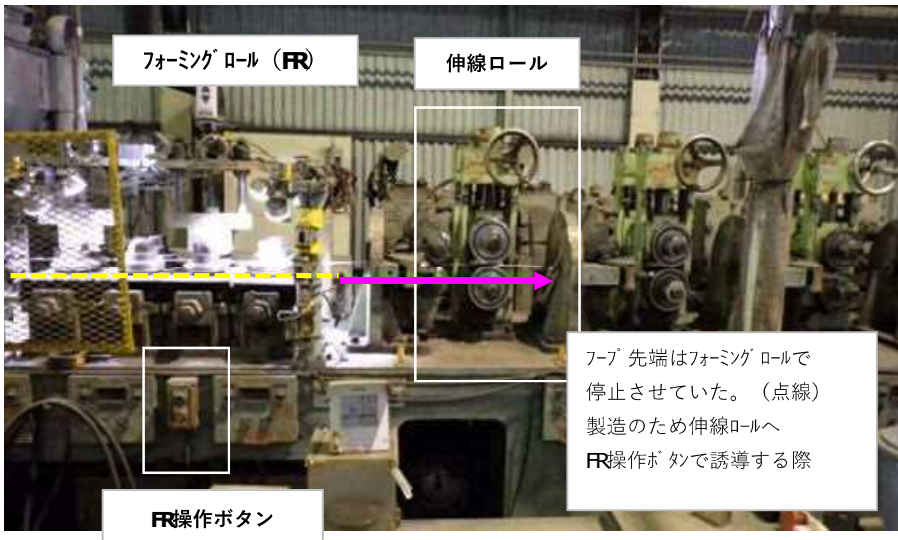 ﾌｫｰﾐﾝｸﾞﾛｰﾙ（FR）
伸線ロール
ﾌｰﾌﾟ先端はﾌｫｰﾐﾝｸﾞﾛｰﾙで
停止させていた。（点線）
製造のため伸線ﾛｰﾙへ
FR操作ﾎﾞﾀﾝで誘導する際
FR操作ボタン